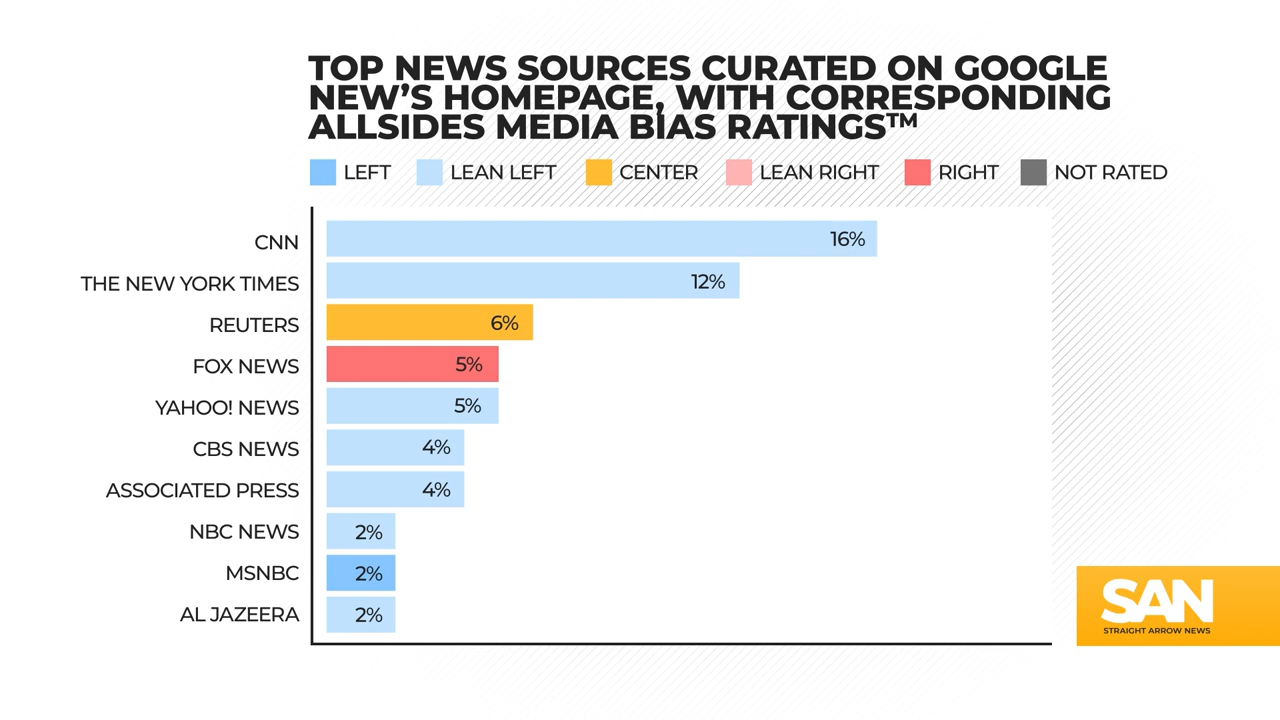 TOP NEWS SOURCES CURATED ON GOOGLE
NEW’S HOMEPAGE, WITH CORRESPONDING
ALLSIDES MEDIA BIAS RATINGS™
LEFT LEAN LEFT CENTER LEAN RIGHT RIGHT NOT RATED
CNN 16%
THE NEW YORK TIMES 12%
REUTERS 6%
FOX NEWS 5%
YAHOO! NEWS 5%
CBS NEWS 4%
ASSOCIATED PRESS 4%
NBC NEWS 2%
MSNBC 2%
AL JAZEERA 2%
SAN
STRAIGHT ARROW NEWS